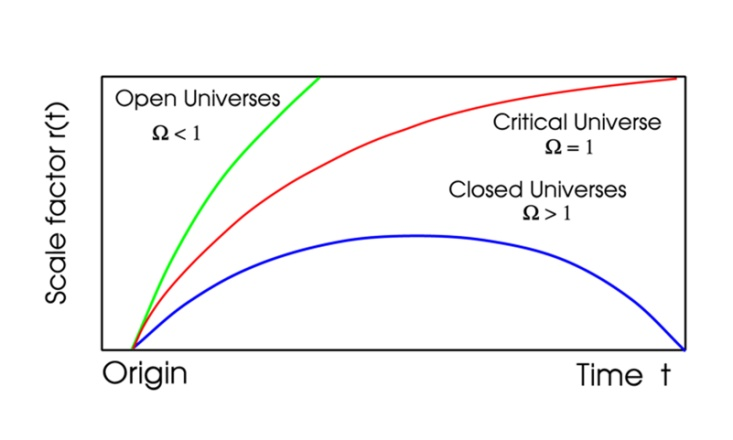 Open Universes
Ω < 1
Critical Universe
Ω = 1
Closed Universes
Ω > 1
Scale factor r(t)
Origin
Time t